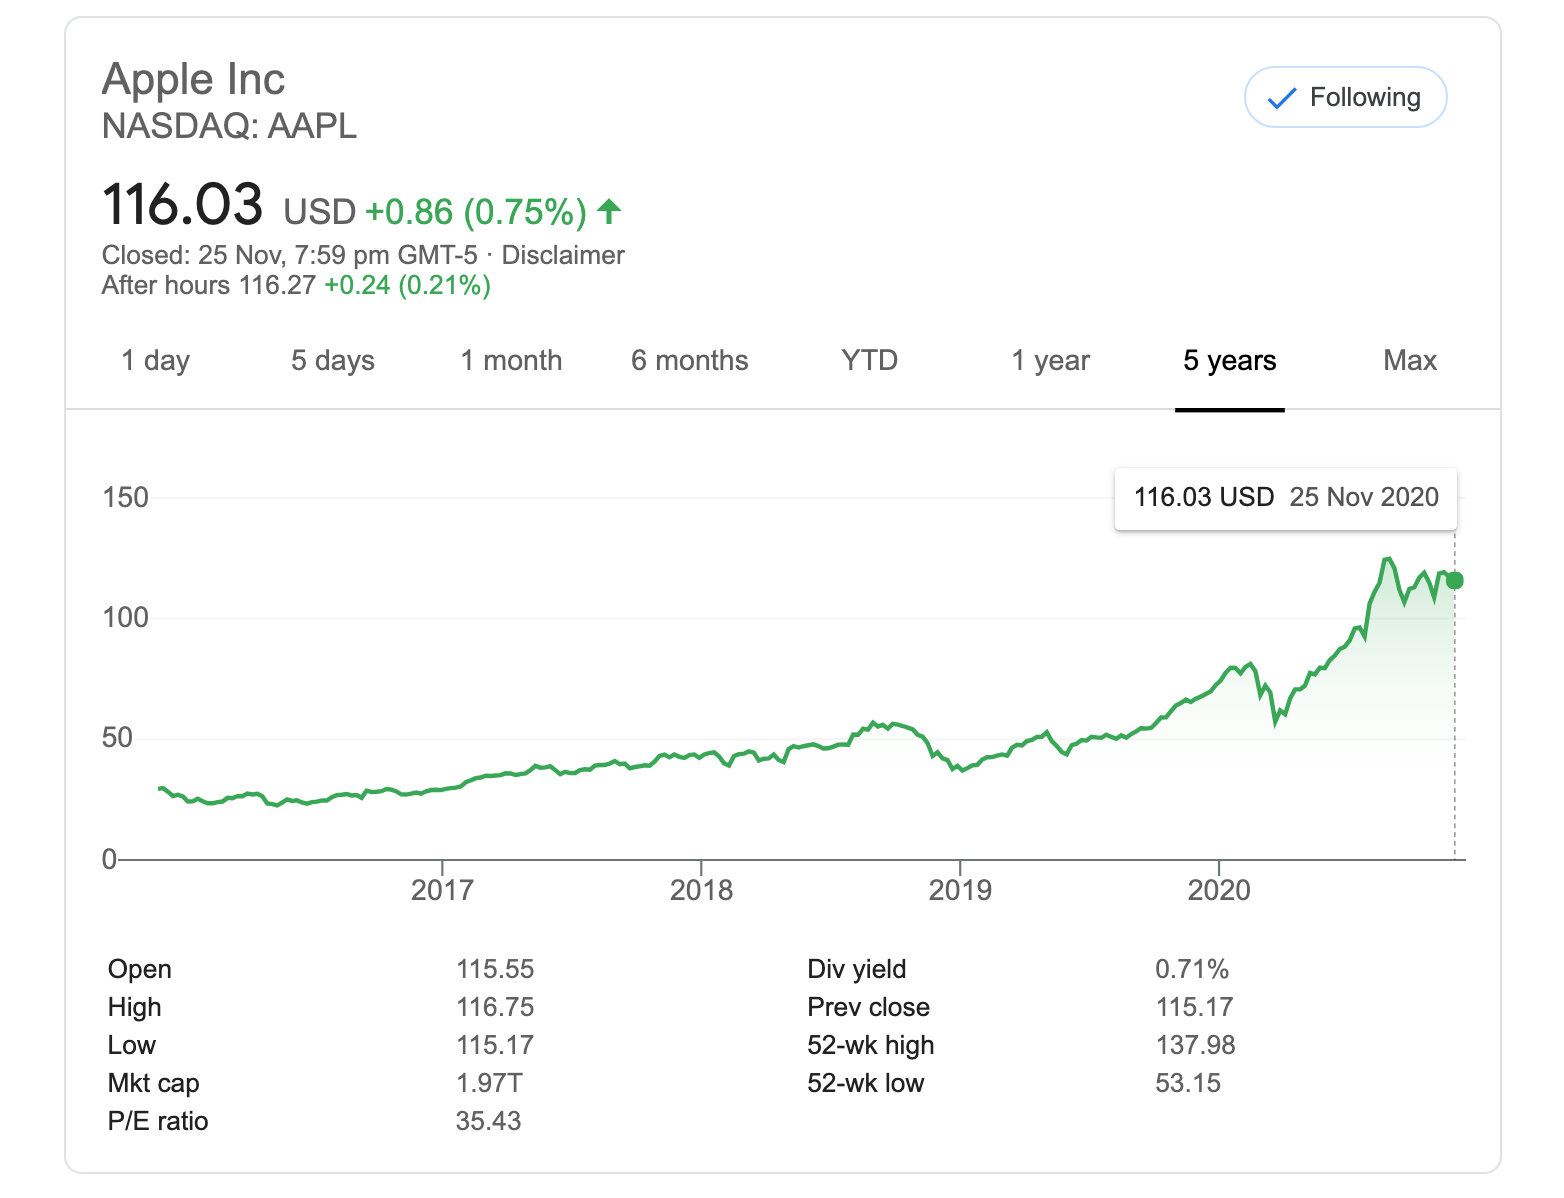 Apple Inc
Following
NASDAQ: AAPL
116.03 USD +0.86 (0.75%)
Closed: 25 Nov, 7:59 pm GMT-5 · Disclaimer
After hours 116.27 +0.24 (0.21%)
1 day 5 days 1 month 6 months YTD 1 year 5 years Max
150
116.03 USD 25 Nov 2020
100
50
0
2017 2018 2019 2020
Open 115.55 Div yield 0.71%
High 116.75 Prev close 115.17
Low 115.17 52-wk high 137.98
Mkt cap 1.97T 52-wk low 53.15
P/E ratio 35.43